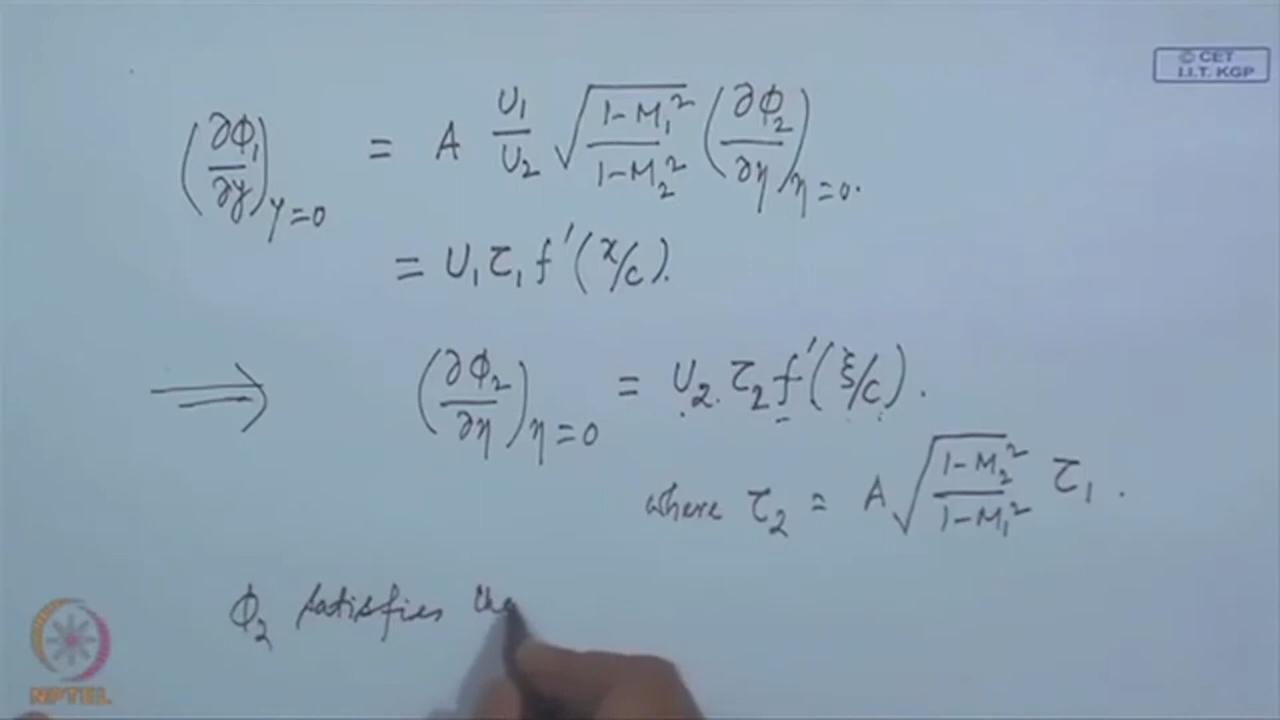 © CET
I.I.T. KGP
(∂Φ₁/∂y)_{y=0} = A U₁/U₂ √((1-M₁²)/(1-M₂²)) (∂Φ₂/∂η)_{η=0}.
= U₁ τ₁ f′(x/c).
⟹ (∂Φ₂/∂η)_{η=0} = U₂ . τ₂ f′(ξ/c).
where τ₂ = A √((1-M₂²)/(1-M₁²)) τ₁ .
Φ₂ satisfies the
NPTEL